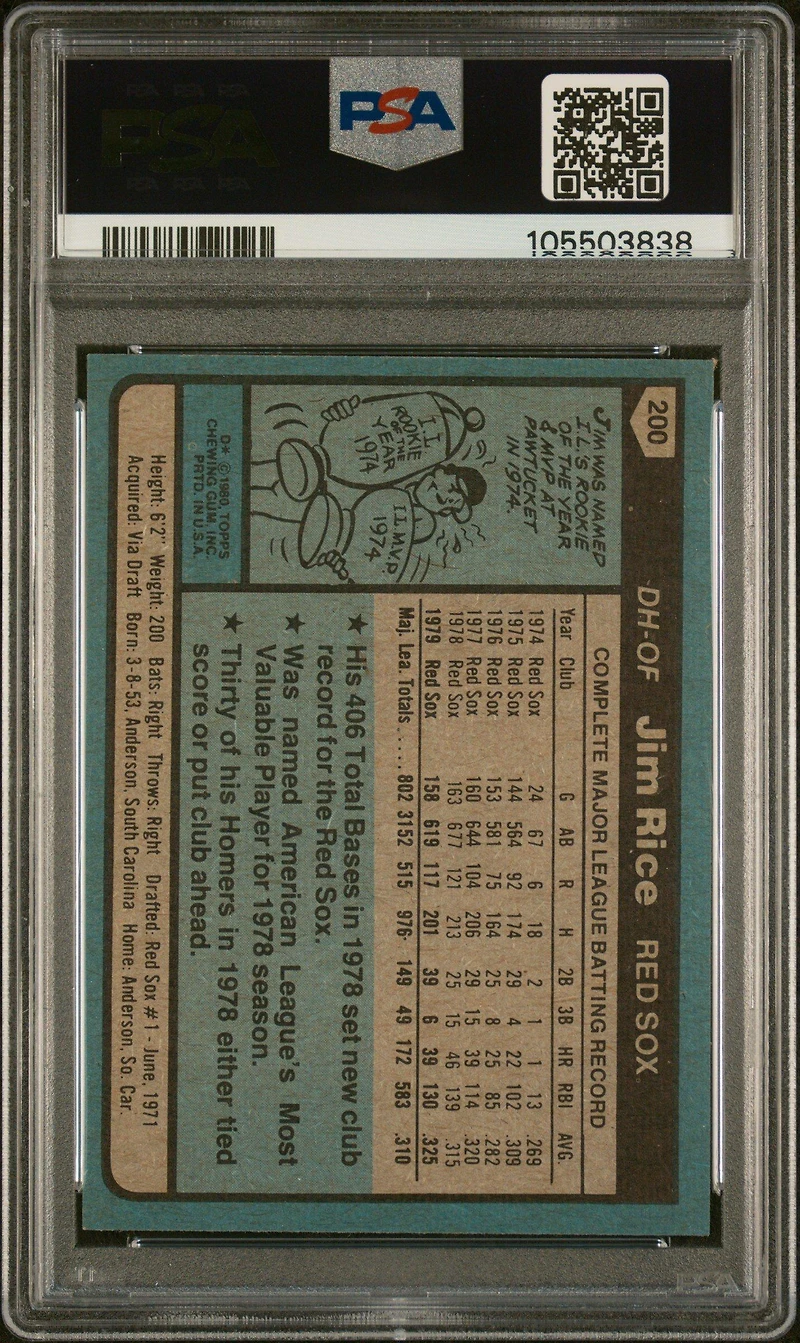 PSA
105503838
200
DH-OF Jim Rice RED SOX
JIM WAS NAMED
I.L'S ROOKIE
OF THE YEAR
& MVP AT
PAWTUCKET
IN 1974.
I.L.
ROOKIE
OF THE
YEAR
1974
I.L. M.V.P.
1974
D* © 1980 TOPPS
CHEWING GUM, INC.
PRTD. IN U.S.A.
COMPLETE MAJOR LEAGUE BATTING RECORD
Year Club G AB R H 2B 3B HR RBI AVG.
1974 Red Sox 24 67 6 18 2 1 1 13 .269
1975 Red Sox 144 564 92 174 29 4 22 102 .309
1976 Red Sox 153 581 75 164 25 8 25 85 .282
1977 Red Sox 160 644 104 206 29 15 39 114 .320
1978 Red Sox 163 677 121 213 25 15 46 139 .315
1979 Red Sox 158 619 117 201 39 6 39 130 .325
Maj. Lea. Totals .... 802 3152 515 976 149 49 172 583 .310
★ His 406 Total Bases in 1978 set new club
record for the Red Sox.
★ Was named American League's Most
Valuable Player for 1978 season.
★ Thirty of his Homers in 1978 either tied
score or put club ahead.
Height: 6'2" Weight: 200 Bats: Right Throws: Right Drafted: Red Sox #1 - June, 1971
Acquired: Via Draft Born: 3-8-53, Anderson, South Carolina Home: Anderson, So. Car.
PSA